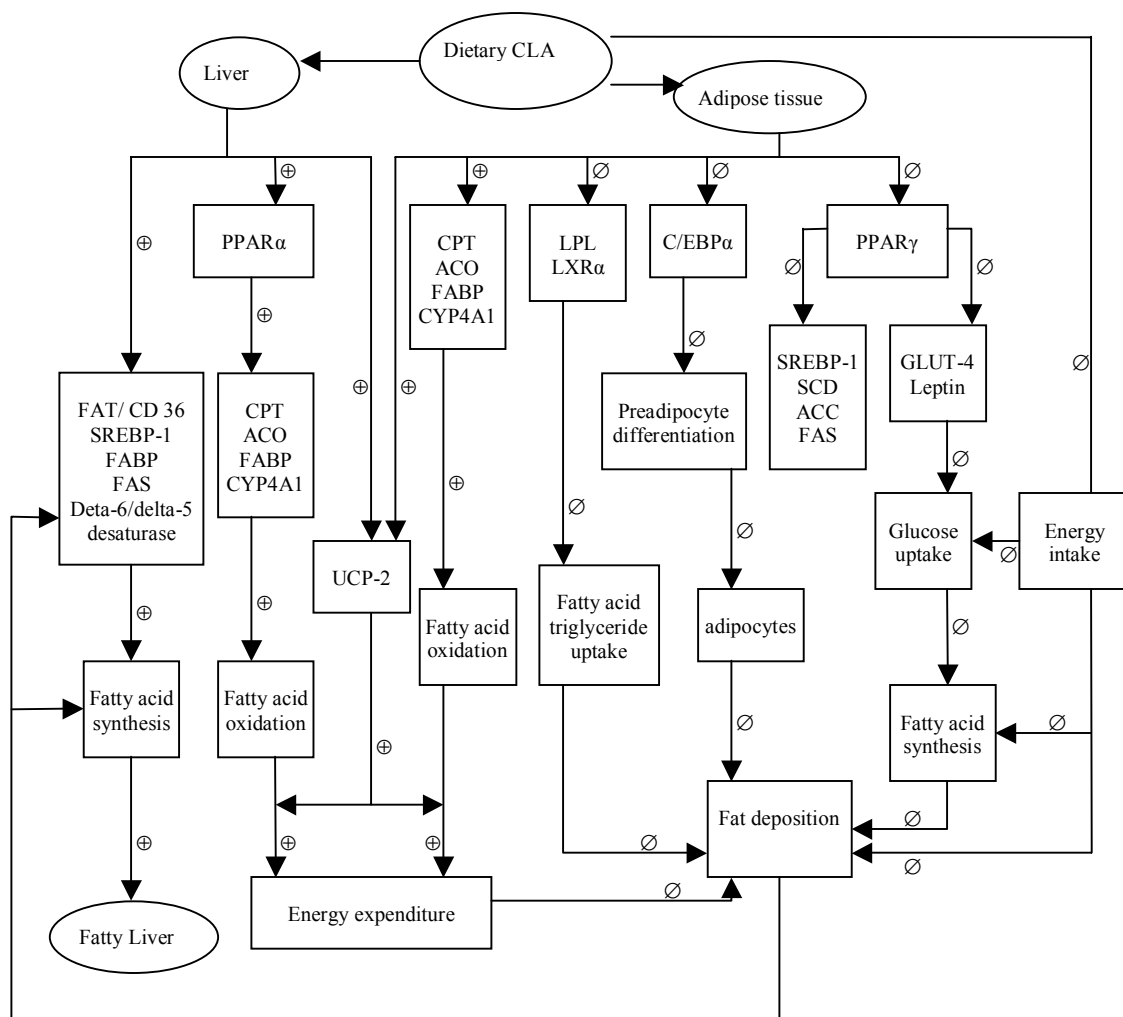 Dietary CLA
Liver
Adipose tissue
⊕
⊕
∅
∅
∅
PPARα
CPT
ACO
FABP
CYP4A1
LPL
LXRα
C/EBPα
PPARγ
⊕
⊕
⊕
⊕
∅
∅
∅
∅
FAT/ CD 36
SREBP-1
FABP
FAS
Deta-6/delta-5
desaturase
CPT
ACO
FABP
CYP4A1
Preadipocyte
differentiation
SREBP-1
SCD
ACC
FAS
GLUT-4
Leptin
⊕
∅
∅
∅
UCP-2
Glucose
uptake
∅
Energy
intake
⊕
⊕
Fatty acid
oxidation
Fatty acid
triglyceride
uptake
adipocytes
∅
Fatty acid
synthesis
Fatty acid
oxidation
⊕
∅
Fatty acid
synthesis
∅
⊕
⊕
⊕
∅
Fat deposition
∅
∅
Energy expenditure
∅
Fatty Liver